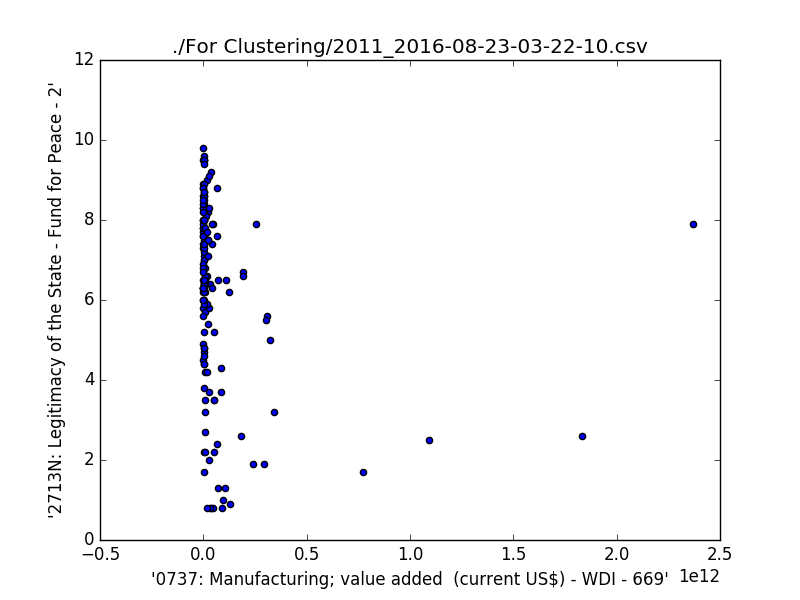 ./For Clustering/2011_2016-08-23-03-22-10.csv
'2713N: Legitimacy of the State - Fund for Peace - 2'
12
10
8
6
4
2
0
−0.5 0.0 0.5 1.0 1.5 2.0 2.5
1e12
'0737: Manufacturing; value added  (current US$) - WDI - 669'